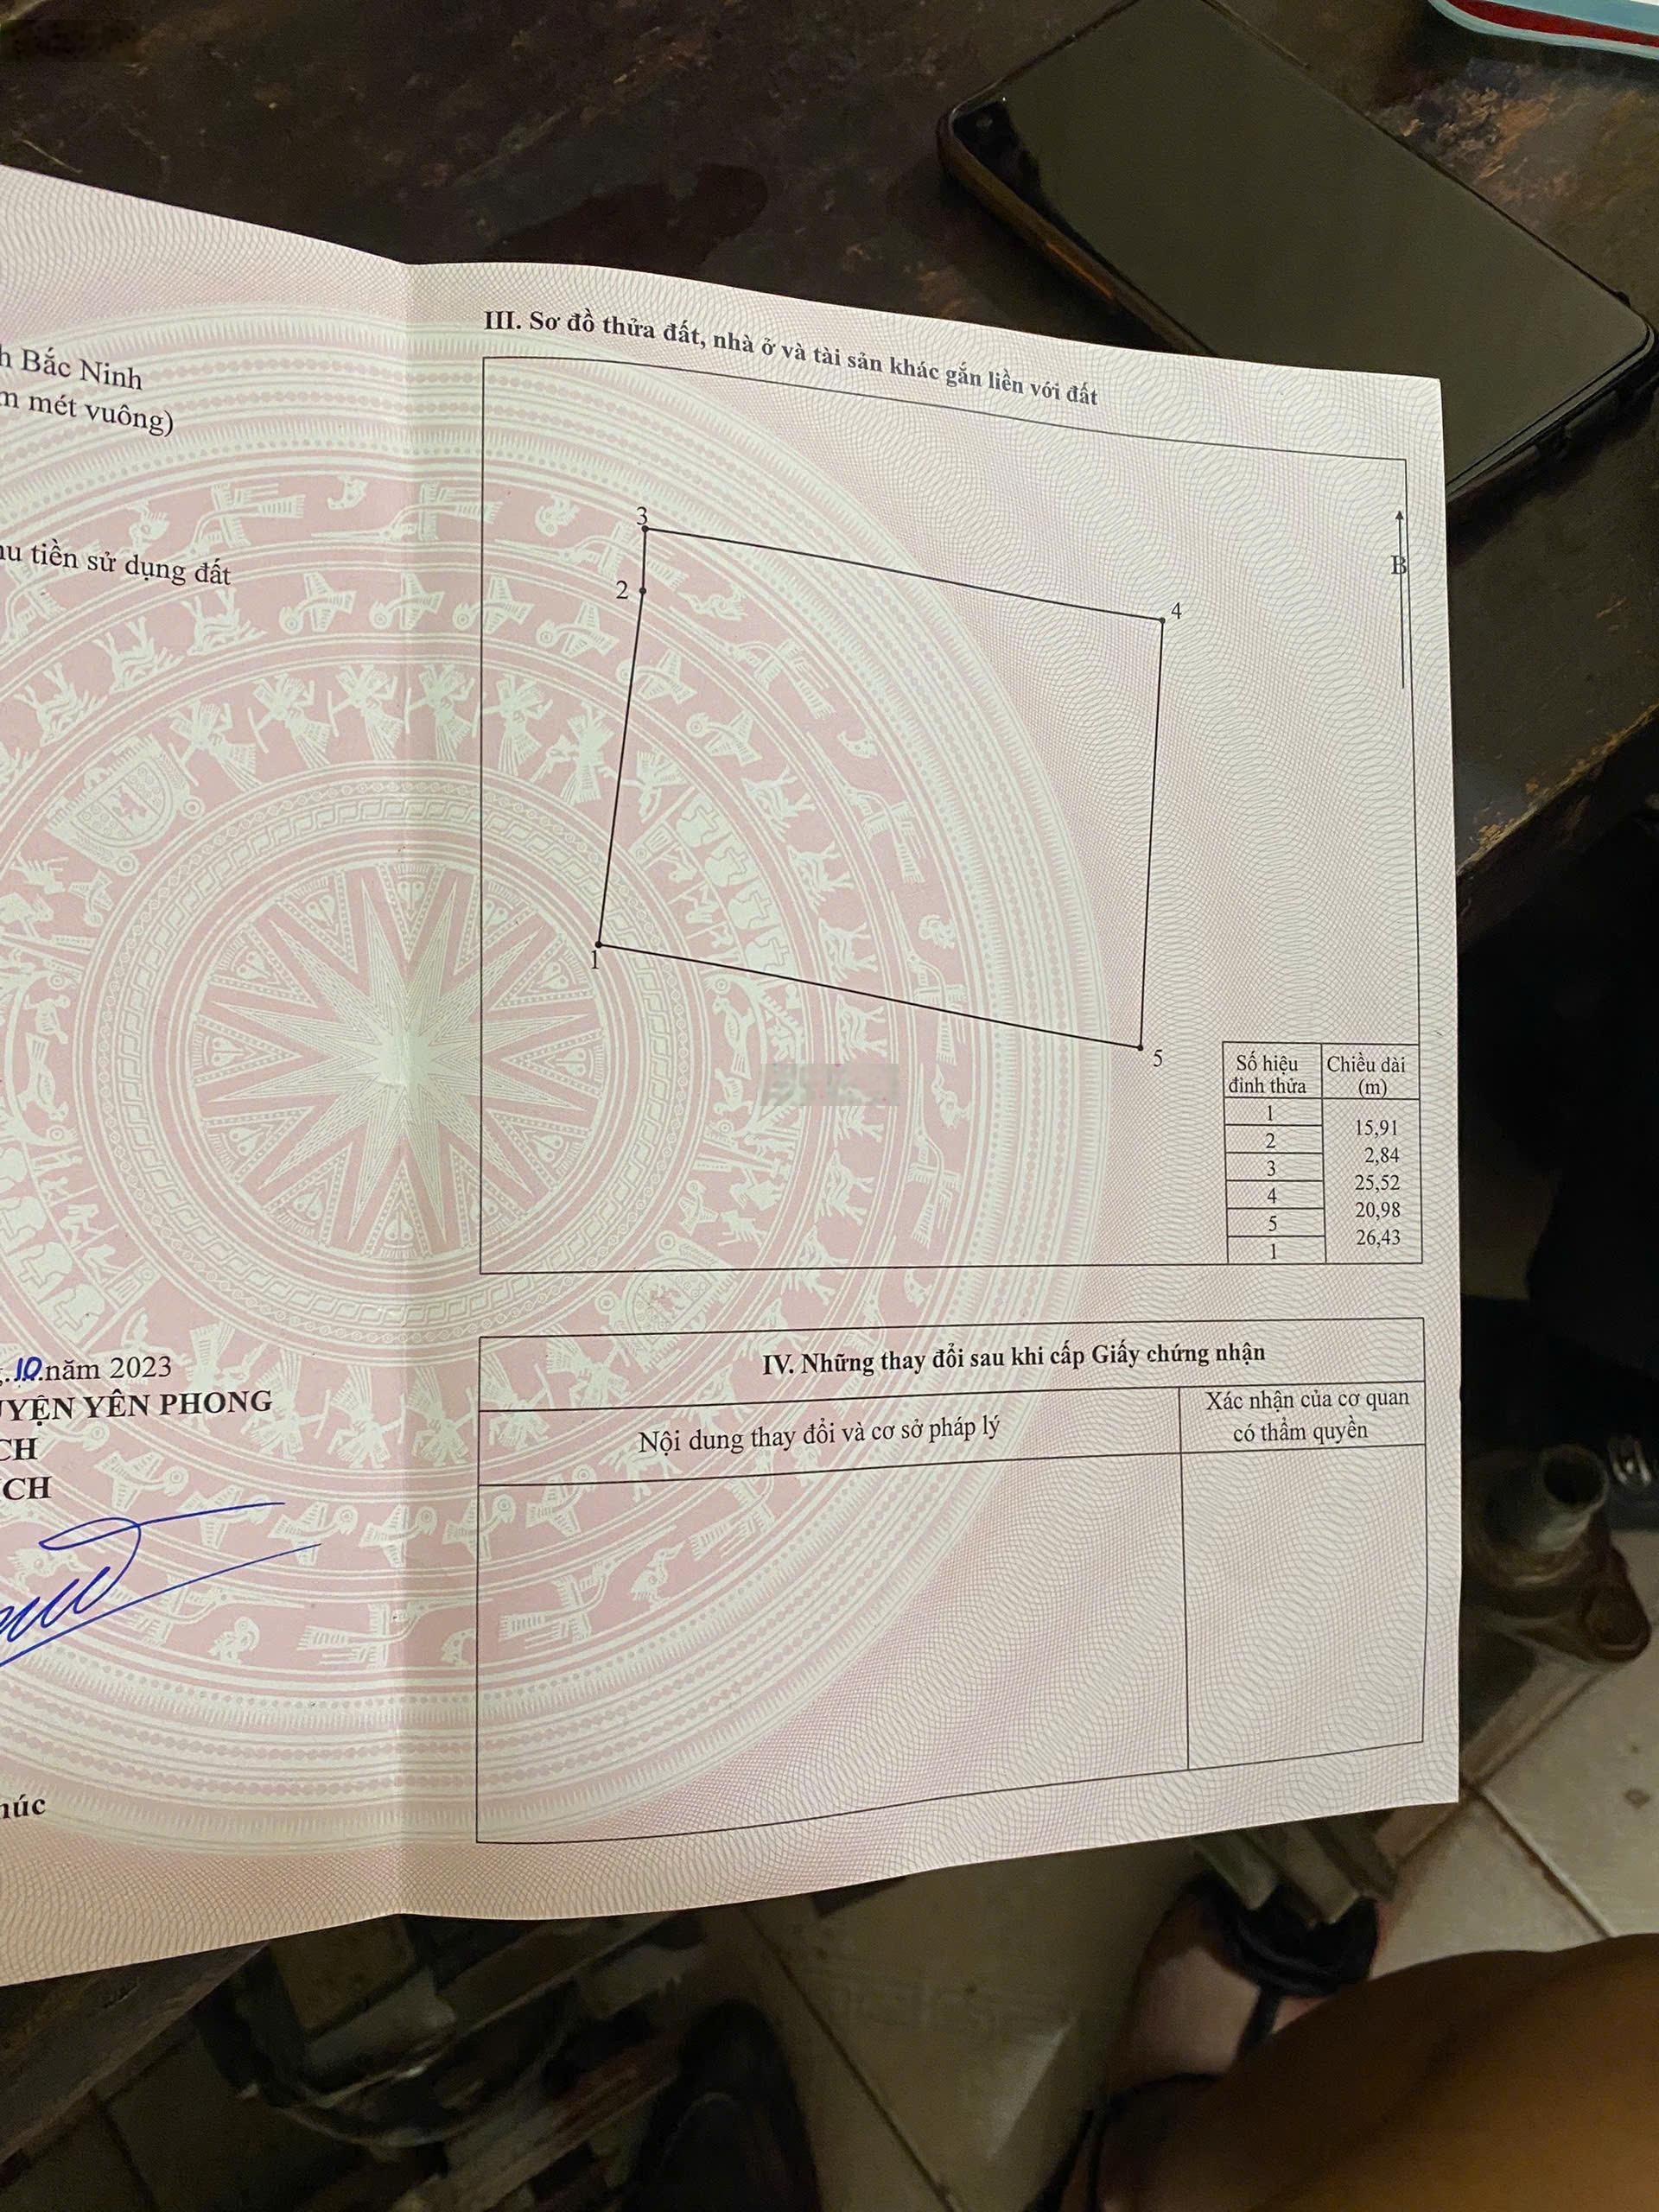 h Bắc Ninh
m mét vuông)
u tiền sử dụng đất
10 năm 2023
YỆN YÊN PHONG
CH
CH
húc
III. Sơ đồ thửa đất, nhà ở và tài sản khác gắn liền với đất
B
3
2
4
1
5
Số hiệu đỉnh thửa
Chiều dài (m)
1
15,91
2
2,84
3
25,52
4
20,98
5
26,43
1
IV. Những thay đổi sau khi cấp Giấy chứng nhận
Nội dung thay đổi và cơ sở pháp lý
Xác nhận của cơ quan
có thẩm quyền